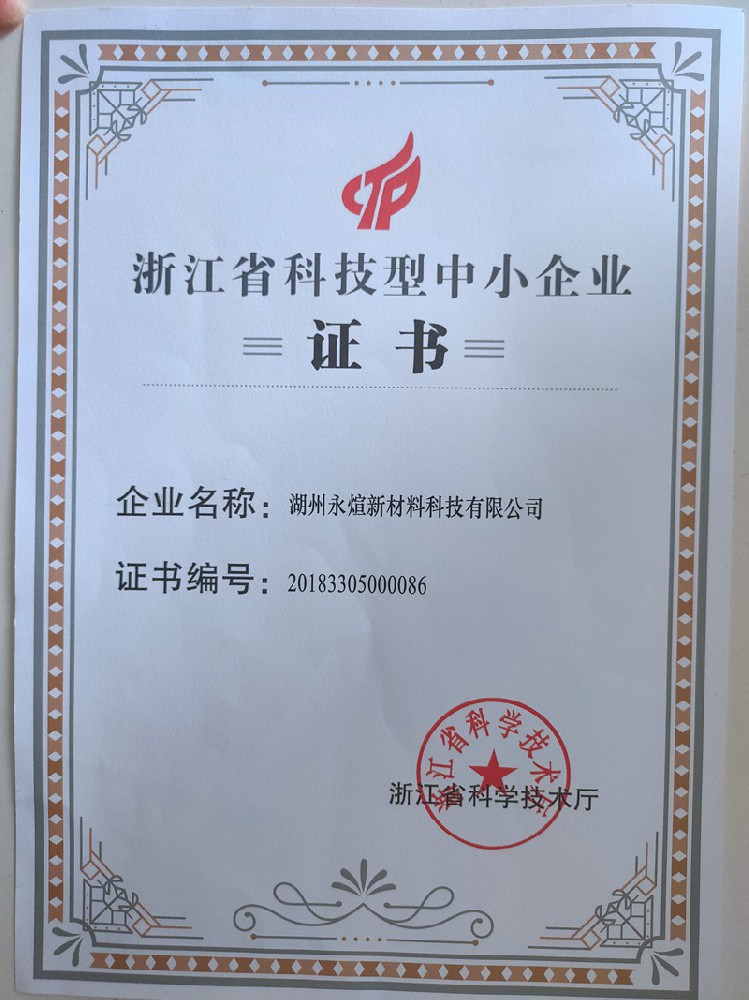 CTP
浙江省科技型中小企业
证书
企业名称：湖州永煊新材料科技有限公司
证书编号：20183305000086
浙江省科学技术厅
浙江省科学技术厅